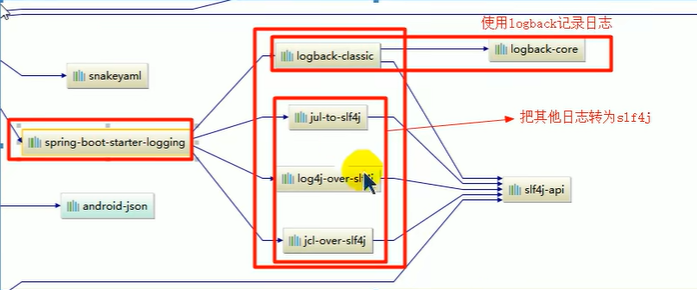 使用logback记录日志
logback-classic
logback-core
snakeyaml
jul-to-slf4j
把其他日志转为slf4j
spring-boot-starter-logging
log4j-over-slf4j
slf4j-api
android-json
jcl-over-slf4j